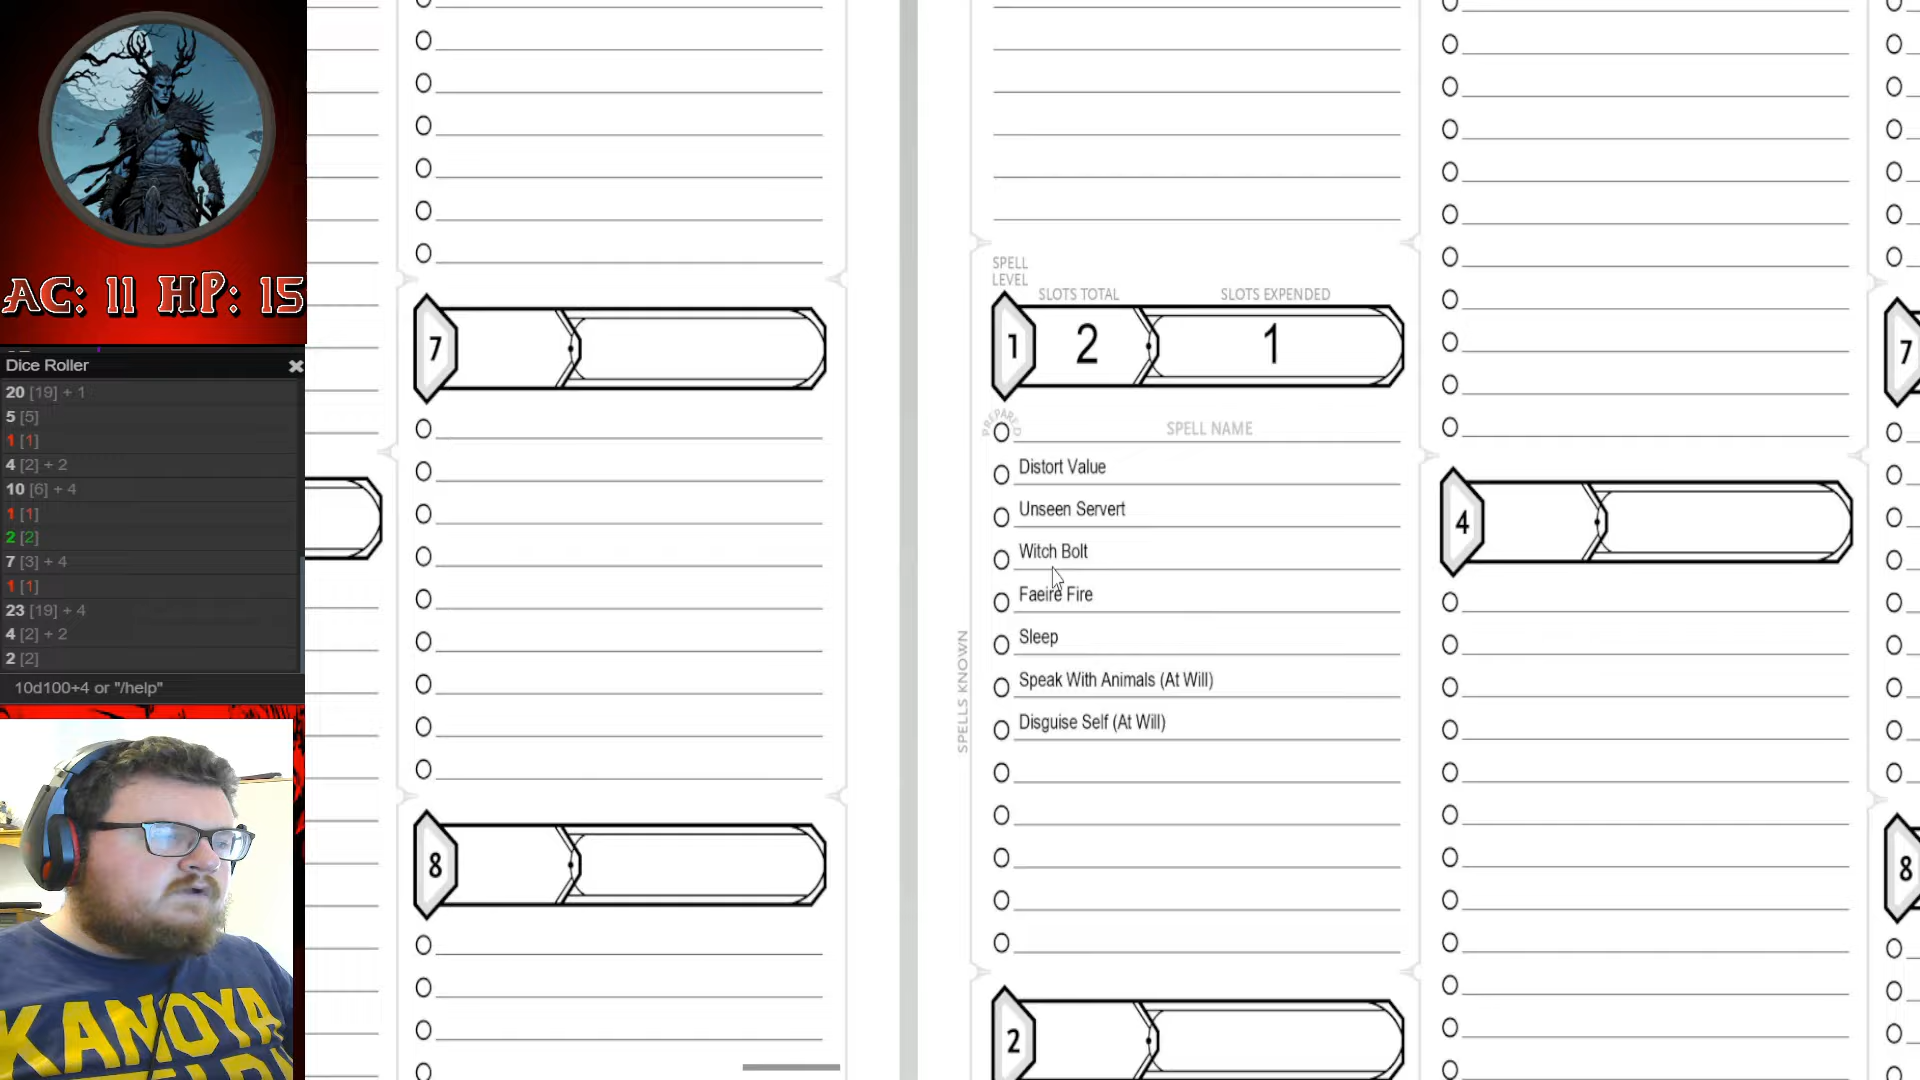 AC: 11 HP: 15
Dice Roller
20 [19] + 1
5 [5]
1 [1]
4 [2] + 2
10 [6] + 4
1 [1]
2 [2]
7 [3] + 4
1 [1]
23 [19] + 4
4 [2] + 2
2 [2]
10d100+4 or "/help"
KAMOYA
7
8
SPELL
LEVEL
SLOTS TOTAL
SLOTS EXPENDED
1
2
1
PREPARED
SPELL NAME
Distort Value
Unseen Servert
Witch Bolt
Faeire Fire
Sleep
Speak With Animals (At Will)
Disguise Self (At Will)
SPELLS KNOWN
2
4
7
8